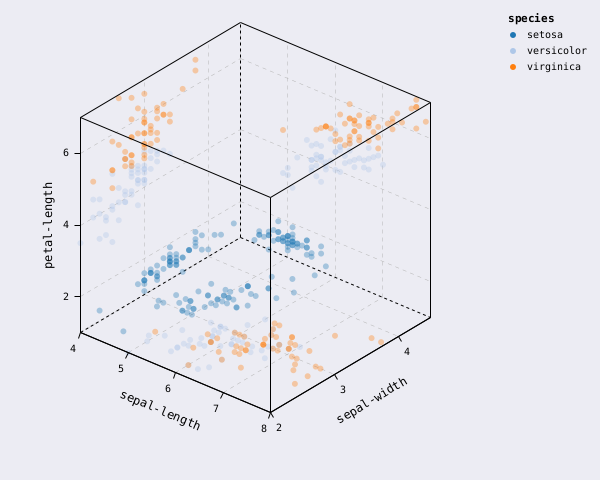 species
setosa
versicolor
virginica
6
4
2
petal-length
4
5
6
7
8
sepal-length
2
3
4
sepal-width